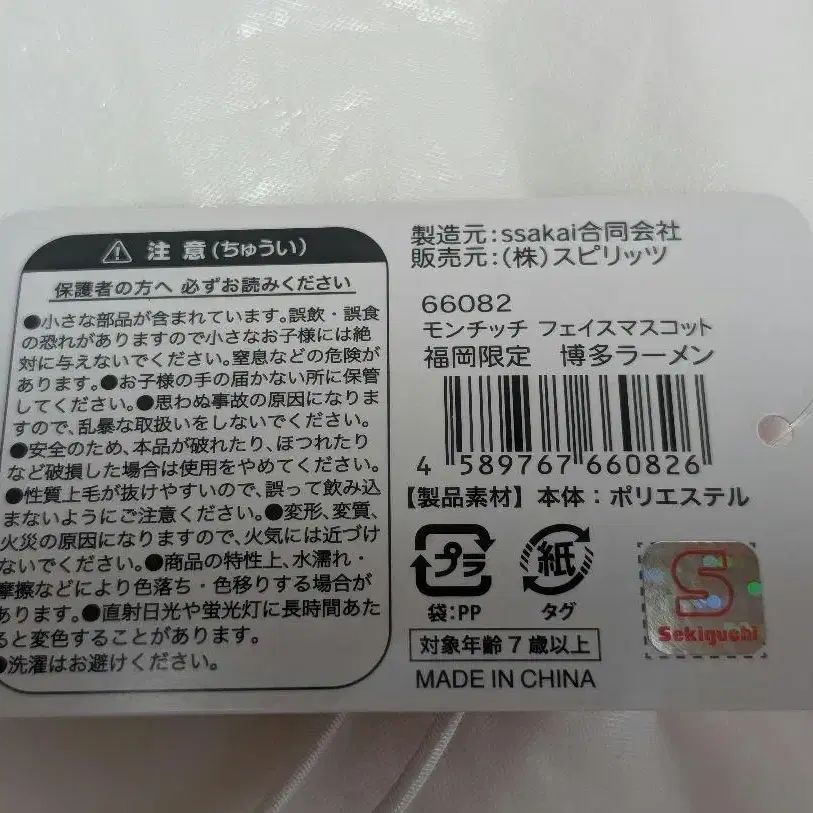 注意(ちゅうい)
保護者の方へ 必ずお読みください
●小さな部品が含まれています。誤飲・誤食
の恐れがありますので小さなお子様には絶
対に与えないでください。窒息などの危険が
あります。●お子様の手の届かない所に保管
してください。●思わぬ事故の原因になりま
すので、乱暴な取扱いをしないでください。
●安全のため、本品が破れたり、ほつれたり
など破損した場合は使用をやめてください。
●性質上毛が抜けやすいので、誤って飲み込
まないようにご注意ください。●変形、変質、
火災の原因になりますので、火気には近づけ
ないでください。●商品の特性上、水濡れ・
摩擦などにより色落ち・色移りする場合が
あります。●直射日光や蛍光灯に長時間あた
ると変色することがあります。
●洗濯はお避けください。
製造元:ssakai合同会社
販売元:(株)スピリッツ
66082
モンチッチ フェイスマスコット
福岡限定 博多ラーメン
4 589767 660826
【製品素材】本体:ポリエステル
プラ 紙
袋:PP タグ
対象年齢7歳以上
MADE IN CHINA
S
Sekiguchi